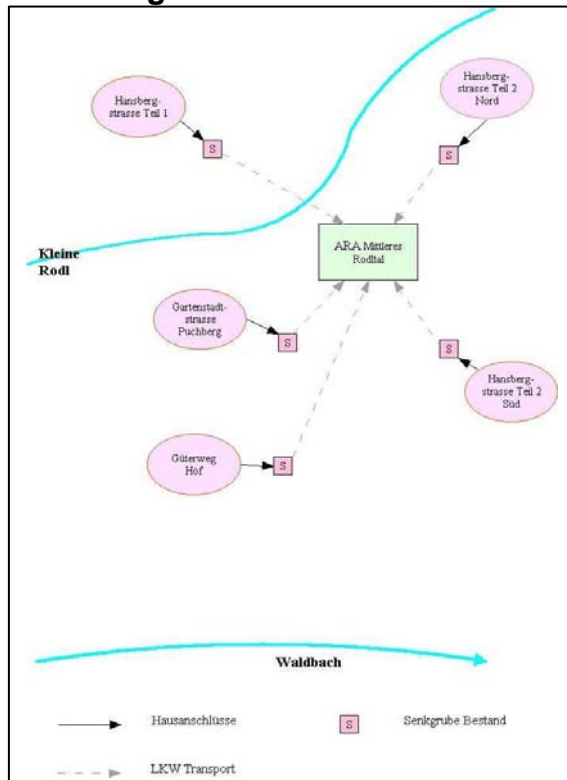 Hansberg-
strasse Teil 1
Hansberg-
strasse Teil 2
Nord
S
S
ARA Mittleres
Rodltal
Kleine
Rodl
Gartenstadt-
strasse
Puchberg
S
S
Hansberg-
strasse Teil 2
Süd
Güterweg
Hof
S
Waldbach
Hausanschlüsse
S
Senkgrube Bestand
LKW Transport